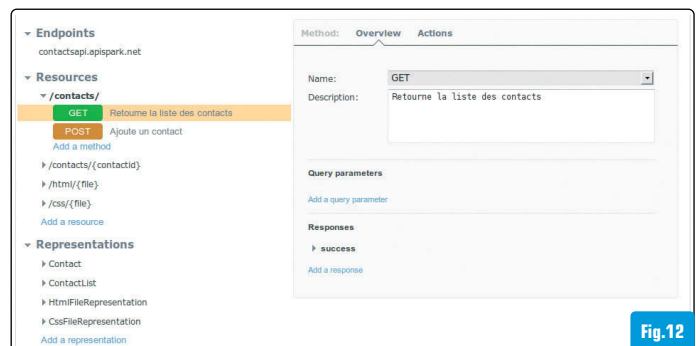 Endpoints
contactsapi.apispark.net
Resources
/contacts/
GET Retourne la liste des contacts
POST Ajoute un contact
Add a method
/contacts/{contactid}
/html/{file}
/css/{file}
Add a resource
Representations
Contact
ContactList
HtmlFileRepresentation
CssFileRepresentation
Add a representation
Method: Overview Actions
Name: GET
Description: Retourne la liste des contacts
Query parameters
Add a query parameter
Responses
success
Add a response
Fig.12